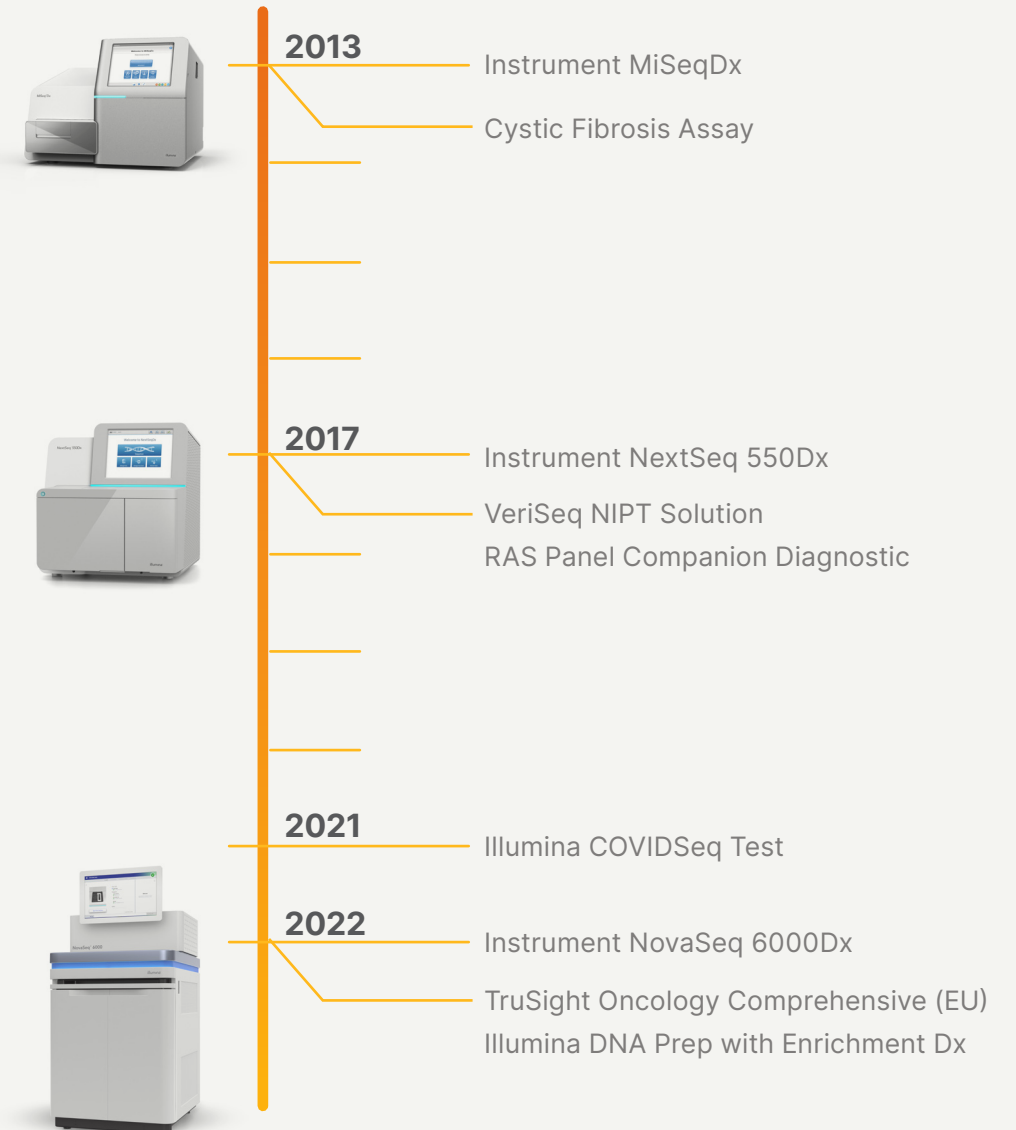 2013
Instrument MiSeqDx
Cystic Fibrosis Assay
2017
Instrument NextSeq 550Dx
VeriSeq NIPT Solution
RAS Panel Companion Diagnostic
2021
Illumina COVIDSeq Test
2022
Instrument NovaSeq 6000Dx
TruSight Oncology Comprehensive (EU)
Illumina DNA Prep with Enrichment Dx